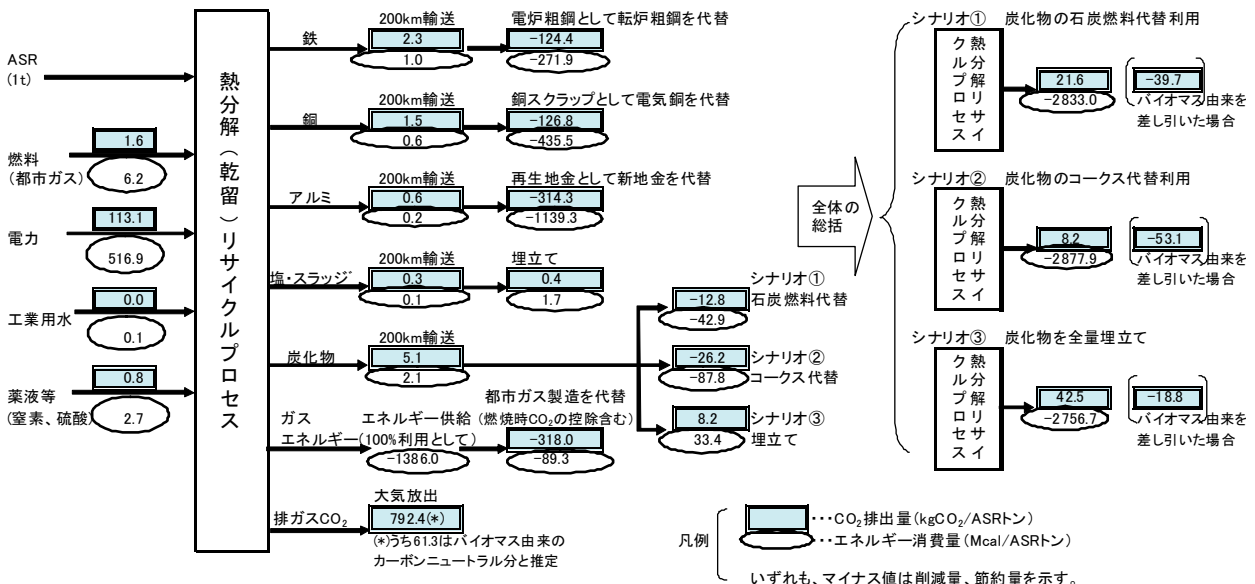 ASR
(1t)
燃料
(都市ガス)
1.6
6.2
電力
113.1
516.9
工業用水
0.0
0.1
薬液等
(窒素、硫酸)
0.8
2.7
熱分解(乾留)リサイクルプロセス
鉄
200km輸送
2.3
1.0
電炉粗鋼として転炉粗鋼を代替
-124.4
-271.9
銅
200km輸送
1.5
0.6
銅スクラップとして電気銅を代替
-126.8
-435.5
アルミ
200km輸送
0.6
0.2
再生地金として新地金を代替
-314.3
-1139.3
塩・スラッジ
200km輸送
0.3
0.1
埋立て
0.4
1.7
炭化物
200km輸送
5.1
2.1
シナリオ①
石炭燃料代替
-12.8
-42.9
シナリオ②
コークス代替
-26.2
-87.8
シナリオ③
埋立て
8.2
33.4
ガス
エネルギー
エネルギー供給
(100%利用として)
-1386.0
都市ガス製造を代替
(燃焼時CO₂の控除含む)
-318.0
-89.3
排ガスCO₂
大気放出
792.4(*)
(*)うち61.3はバイオマス由来の
カーボンニュートラル分と推定
全体の
総括
シナリオ① 炭化物の石炭燃料代替利用
熱分解リサイ
クルプロセス
21.6
-2833.0
-39.7
バイオマス由来を
差し引いた場合
シナリオ② 炭化物のコークス代替利用
熱分解リサイ
クルプロセス
8.2
-2877.9
-53.1
バイオマス由来を
差し引いた場合
シナリオ③ 炭化物を全量埋立て
熱分解リサイ
クルプロセス
42.5
-2756.7
-18.8
バイオマス由来を
差し引いた場合
凡例
・・・CO₂排出量(kgCO₂/ASRトン)
・・・エネルギー消費量(Mcal/ASRトン)
いずれも、マイナス値は削減量、節約量を示す。